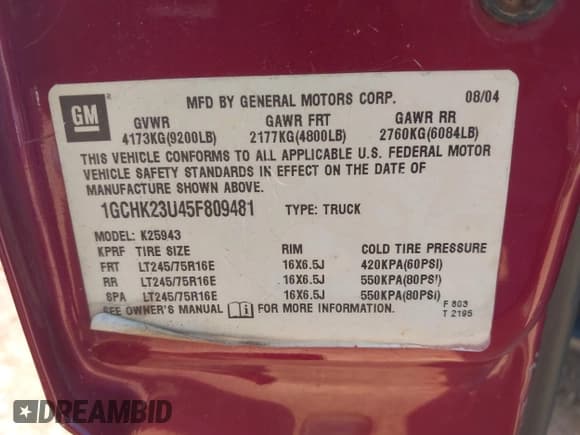 GM
MFD BY GENERAL MOTORS CORP. 08/04
GVWR GAWR FRT GAWR RR
4173KG(9200LB) 2177KG(4800LB) 2760KG(6084LB)
THIS VEHICLE CONFORMS TO ALL APPLICABLE U.S. FEDERAL MOTOR
VEHICLE SAFETY STANDARDS IN EFFECT ON THE DATE OF
MANUFACTURE SHOWN ABOVE.
1GCHK23U45F809481 TYPE: TRUCK
MODEL: K25943
KPRF TIRE SIZE RIM COLD TIRE PRESSURE
FRT LT245/75R16E 16X6.5J 420KPA(60PSI)
RR LT245/75R16E 16X6.5J 550KPA(80PSI)
SPA LT245/75R16E 16X6.5J 550KPA(80PSI)
SEE OWNER'S MANUAL FOR MORE INFORMATION
F 803
T 2195
DREAMBID